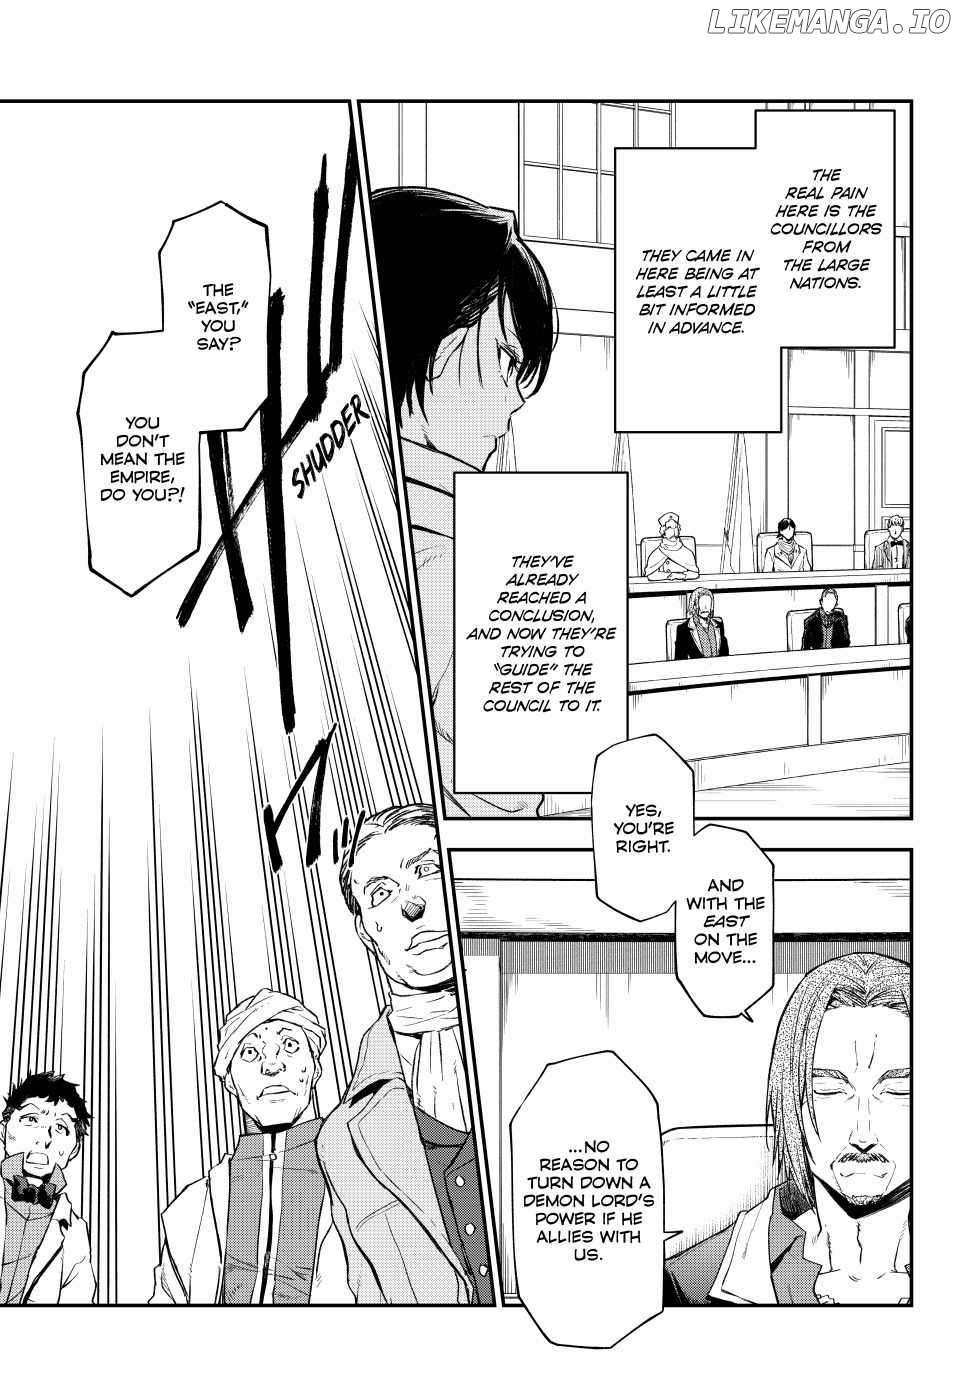 LIKEMANGA.IO
THE
REAL PAIN
HERE IS THE
COUNCILLORS
FROM
THE LARGE
NATIONS.
THEY CAME IN
HERE BEING AT
LEAST A LITTLE
BIT INFORMED
IN ADVANCE.
THEY'VE
ALREADY
REACHED A
CONCLUSION,
AND NOW THEY'RE
TRYING TO
"GUIDE" THE
REST OF THE
COUNCIL TO IT.
YES,
YOU'RE
RIGHT.
AND
WITH THE
EAST
ON THE
MOVE...
...NO
REASON TO
TURN DOWN A
DEMON LORD'S
POWER IF HE
ALLIES WITH
US.
THE
"EAST,"
YOU
SAY?
YOU
DON'T
MEAN THE
EMPIRE,
DO YOU?!
SHUDDER